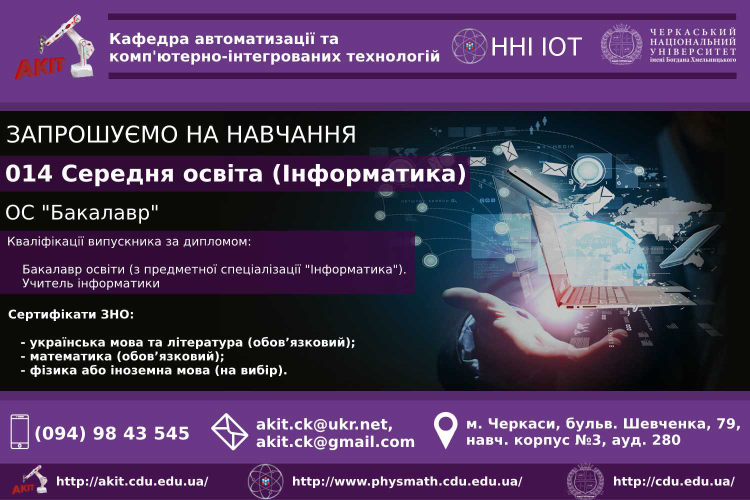 АКІТ
Кафедра автоматизації та
комп'ютерно-інтегрованих технологій
ННІ ІОТ
ЧЕРКАСЬКИЙ
НАЦІОНАЛЬНИЙ
УНІВЕРСИТЕТ
імені Богдана Хмельницького
ЗАПРОШУЄМО НА НАВЧАННЯ
014 Середня освіта (Інформатика)
ОС "Бакалавр"
Кваліфікації випускника за дипломом:
Бакалавр освіти (з предметної спеціалізації "Інформатика").
Учитель інформатики
Сертифікати ЗНО:
- українська мова та література (обов’язковий);
- математика (обов’язковий);
- фізика або іноземна мова (на вибір).
(094) 98 43 545
akit.ck@ukr.net,
akit.ck@gmail.com
м. Черкаси, бульв. Шевченка, 79,
навч. корпус №3, ауд. 280
АКІТ
http://akit.cdu.edu.ua/
http://www.physmath.cdu.edu.ua/
http://cdu.edu.ua/